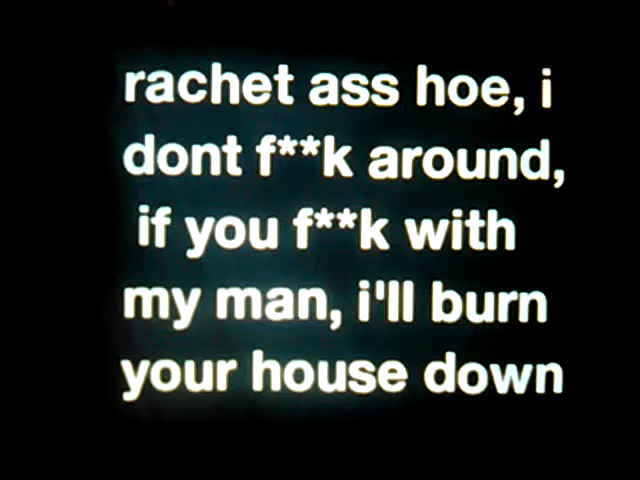 rachet ass hoe, i
dont f**k around,
if you f**k with
my man, i'll burn
your house down